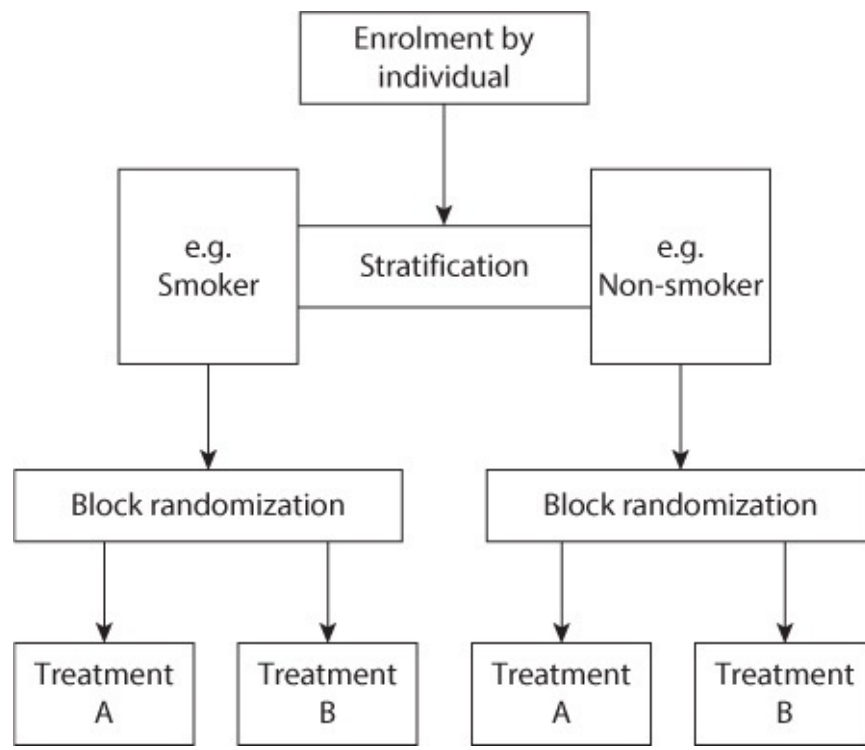 Enrolment by
individual
e.g.
Smoker
Stratification
e.g.
Non-smoker
Block randomization
Block randomization
Treatment
A
Treatment
B
Treatment
A
Treatment
B